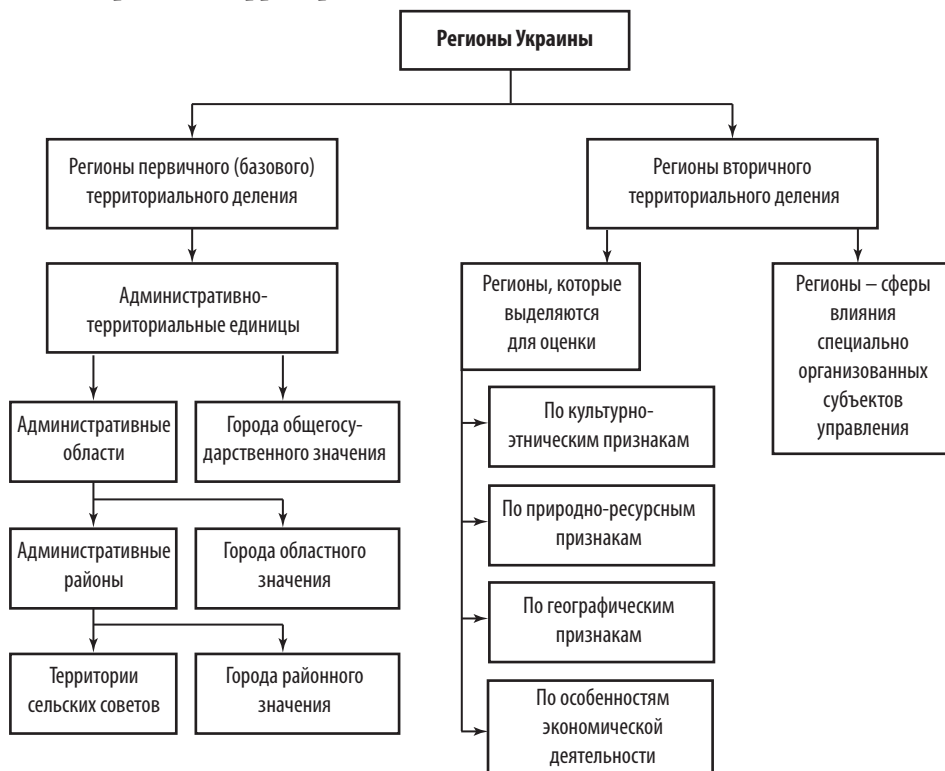 Регионы Украины
Регионы первичного (базового)
территориального деления
Регионы вторичного
территориального деления
Административно-
территориальные единицы
Регионы, которые
выделяются
для оценки
Регионы – сферы
влияния
специально
организованных
субъектов
управления
Административные
области
Города общегосу-
дарственного значения
По культурно-
этническим признакам
Административные
районы
Города областного
значения
По природно-ресурсным
признакам
По географическим
признакам
Территории
сельских советов
Города районного
значения
По особенностям
экономической
деятельности